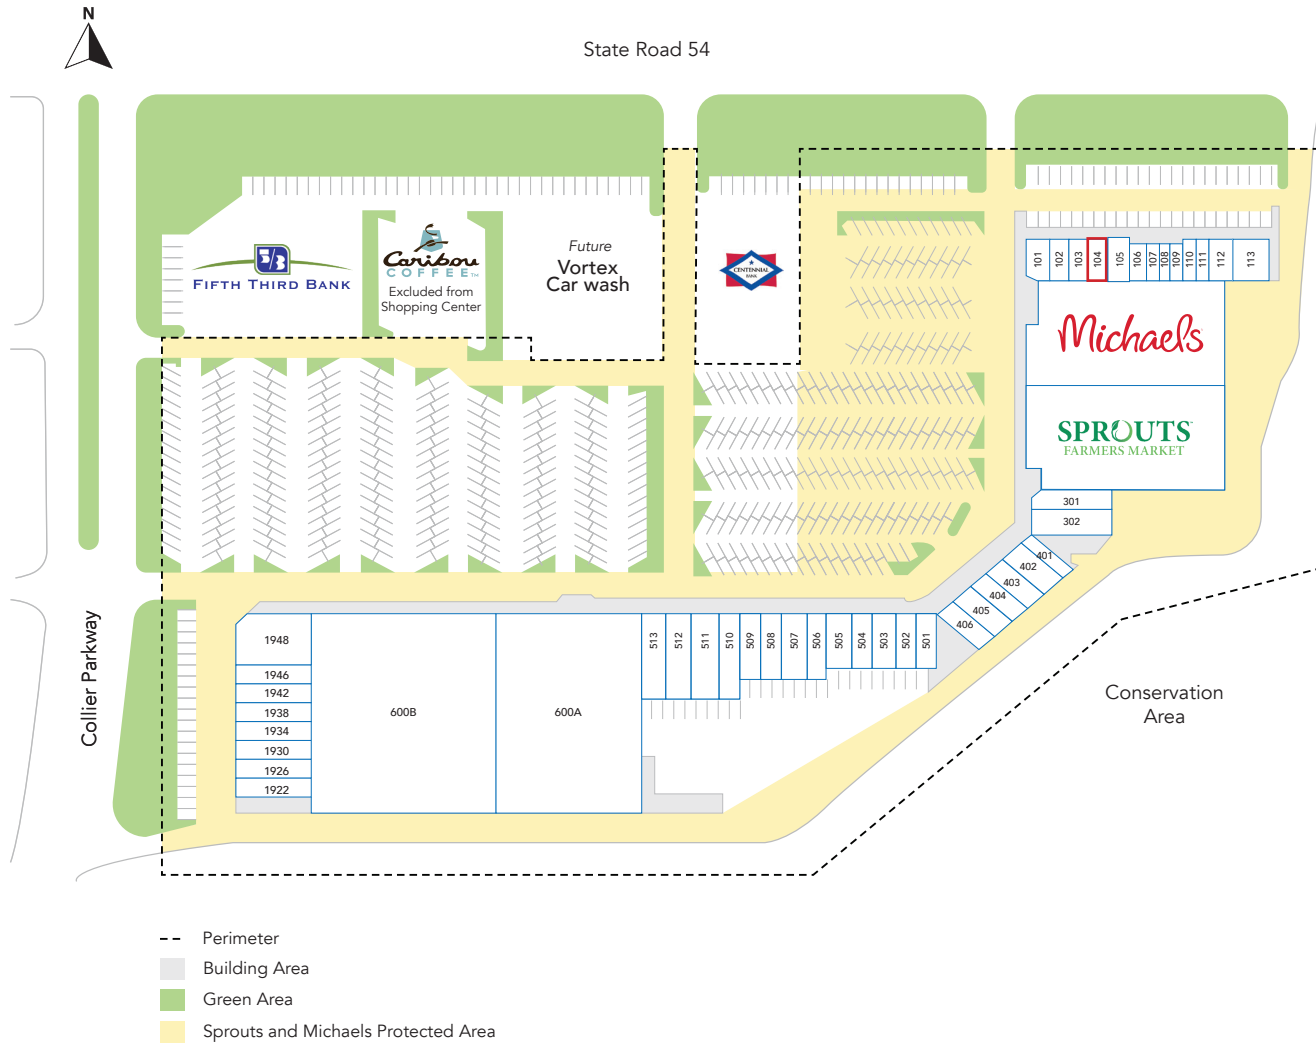 N
State Road 54
FIFTH THIRD BANK
Caribou
COFFEE™
Excluded from
Shopping Center
Future
Vortex
Car wash
CENTENNIAL
BANK
101 102 103 104 105 106 107 108 109 110 111 112 113
Michaels
SPROUTS
FARMERS MARKET
301
302
401
402
403
404
405
406
513 512 511 510 509 508 507 506 505 504 503 502 501
1948
1946
1942
1938
1934
1930
1926
1922
600B
600A
Collier Parkway
Conservation
Area
Perimeter
Building Area
Green Area
Sprouts and Michaels Protected Area